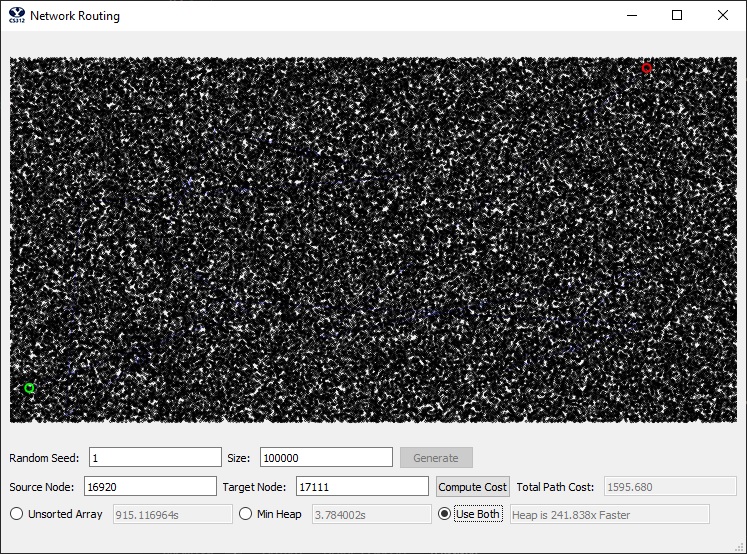 CS312 Network Routing
Random Seed: 1 Size: 100000 Generate
Source Node: 16920 Target Node: 17111 Compute Cost Total Path Cost: 1595.680
Unsorted Array 915.116964s Min Heap 3.784002s Use Both Heap is 241.838x Faster